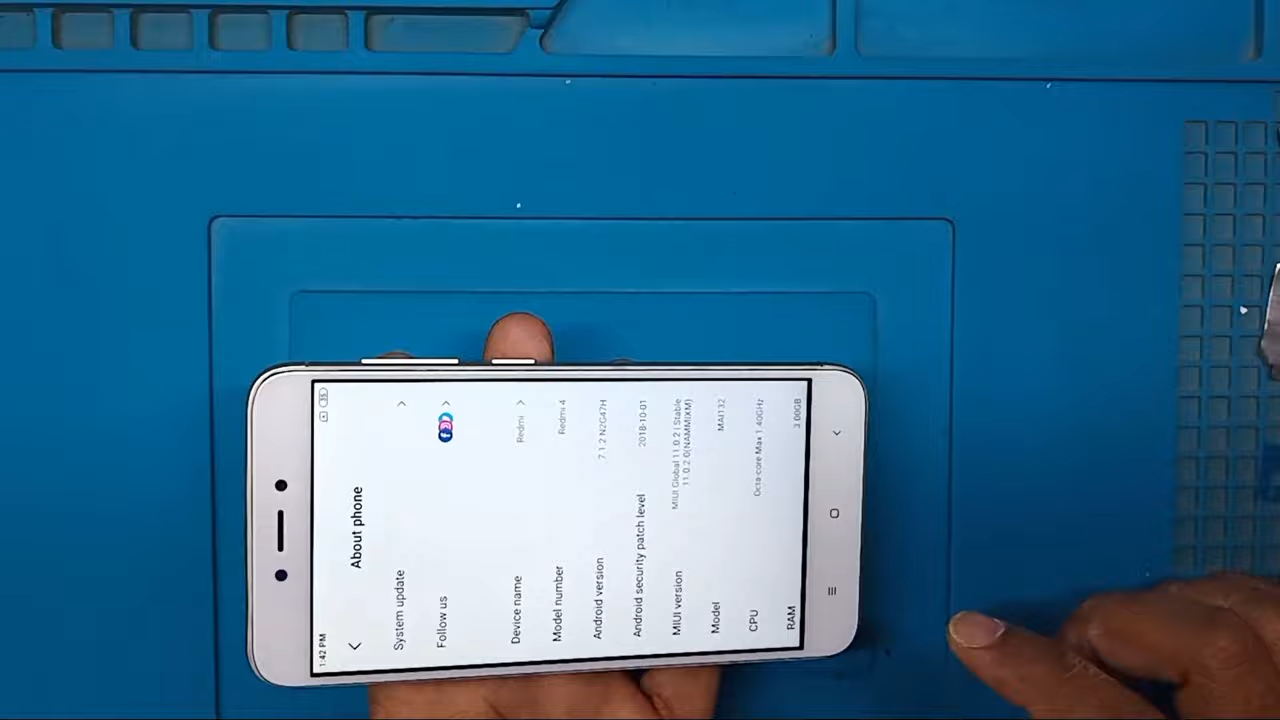 1:42 PM
35
About phone
System update
Follow us
Device name Redmi
Model number Redmi 4
Android version 7.1.2 N2G47H
Android security patch level 2018-10-01
MIUI version MIUI Global 11.0.2 | Stable
11.0.2.0(NAMMIXM)
Model MAI132
CPU Octa-core Max 1.40GHz
RAM 3.00GB